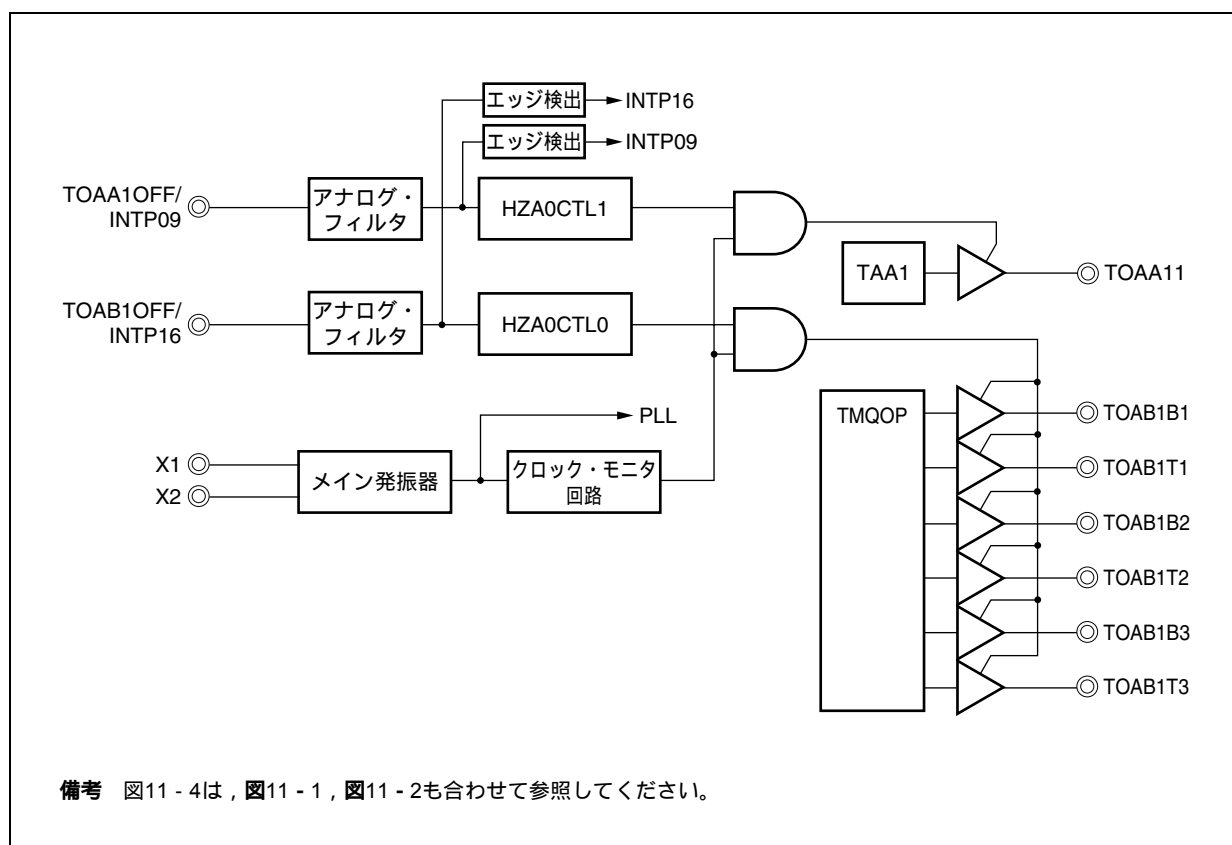 エッジ検出
INTP16
エッジ検出
INTP09
TOAA1OFF/
INTP09
アナログ・
フィルタ
HZA0CTL1
TAA1
TOAA11
TOAB1OFF/
INTP16
アナログ・
フィルタ
HZA0CTL0
PLL
X1
X2
メイン発振器
クロック・モニタ
回路
TMQOP
TOAB1B1
TOAB1T1
TOAB1B2
TOAB1T2
TOAB1B3
TOAB1T3
備考 図11 - 4は，図11 - 1，図11 - 2も合わせて参照してください。